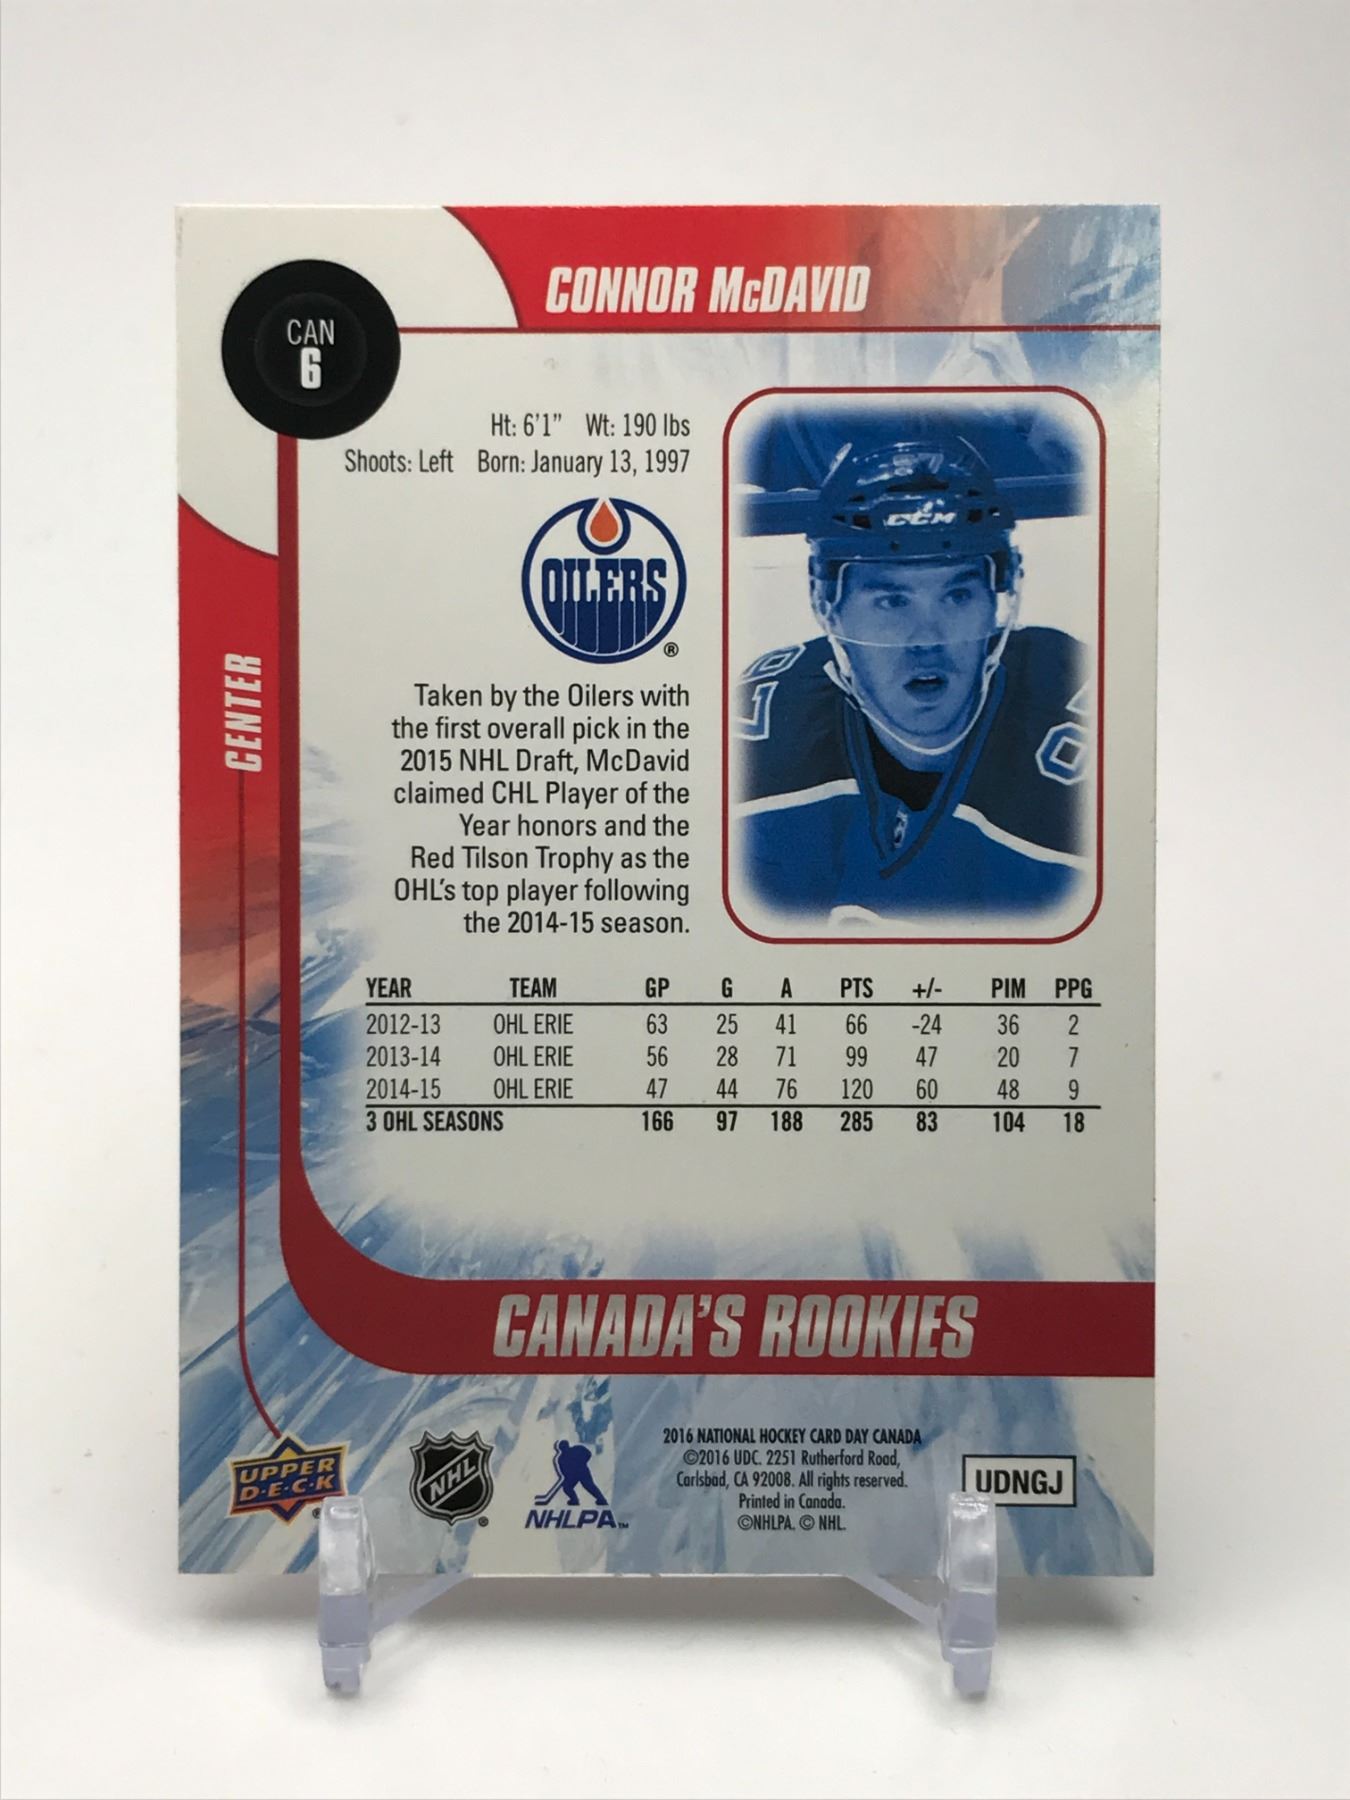 CONNOR McDAVID
CAN
6
Ht: 6'1" Wt: 190 lbs
Shoots: Left Born: January 13, 1997
CCM
OILERS
®
CENTER
Taken by the Oilers with
the first overall pick in the
2015 NHL Draft, McDavid
claimed CHL Player of the
Year honors and the
Red Tilson Trophy as the
OHL's top player following
the 2014-15 season.
YEAR TEAM GP G A PTS +/- PIM PPG
2012-13 OHL ERIE 63 25 41 66 -24 36 2
2013-14 OHL ERIE 56 28 71 99 47 20 7
2014-15 OHL ERIE 47 44 76 120 60 48 9
3 OHL SEASONS 166 97 188 285 83 104 18
CANADA'S ROOKIES
UPPER
D·E·C·K
®
NHL
®
NHLPA™
2016 NATIONAL HOCKEY CARD DAY CANADA
©2016 UDC. 2251 Rutherford Road,
Carlsbad, CA 92008. All rights reserved.
Printed in Canada.
©NHLPA. © NHL.
UDNGJ